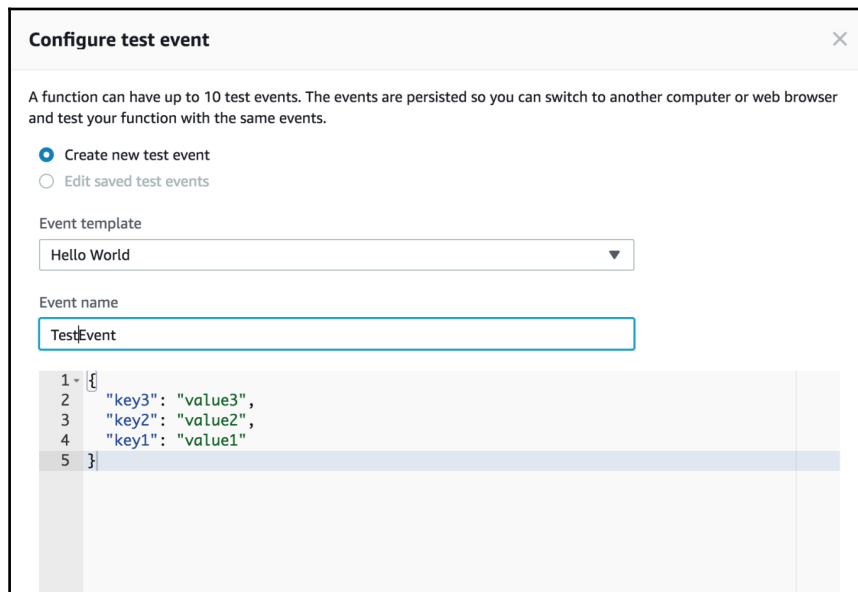 Configure test event
A function can have up to 10 test events. The events are persisted so you can switch to another computer or web browser
and test your function with the same events.
Create new test event
Edit saved test events
Event template
Hello World
Event name
TestEvent
1 {
2 "key3": "value3",
3 "key2": "value2",
4 "key1": "value1"
5 }